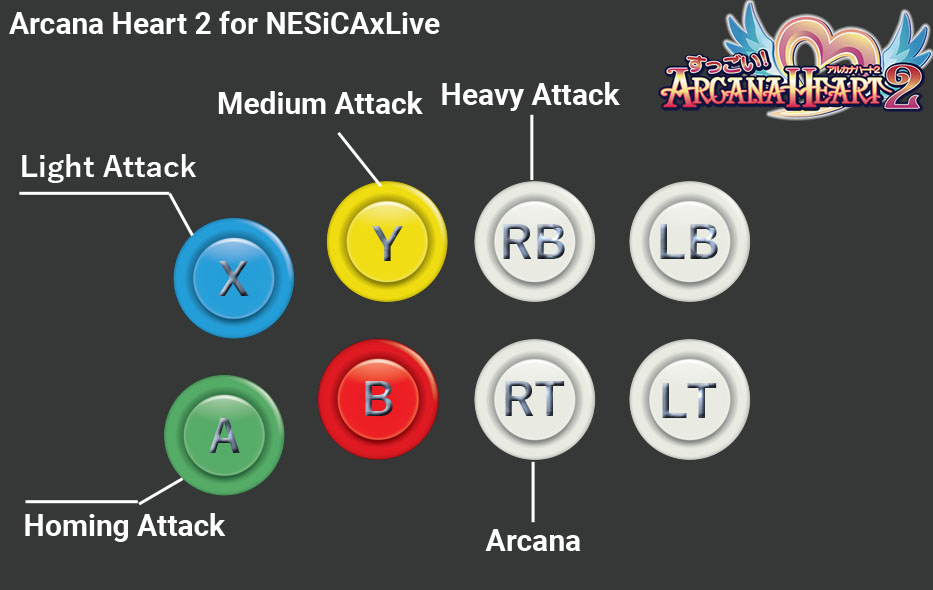 Arcana Heart 2 for NESiCAxLive
すっごい!
アルカナハート2
ARCANA HEART 2
Medium Attack
Heavy Attack
Light Attack
X
Y
RB
LB
A
B
RT
LT
Homing Attack
Arcana